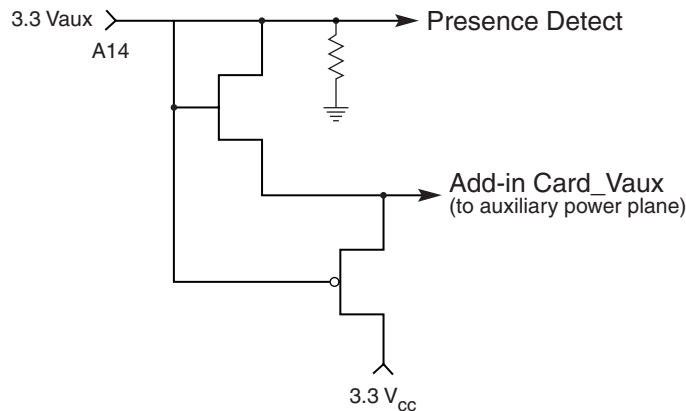 3.3 Vaux
Presence Detect
A14
Add-in Card_Vaux
(to auxiliary power plane)
3.3 Vcc